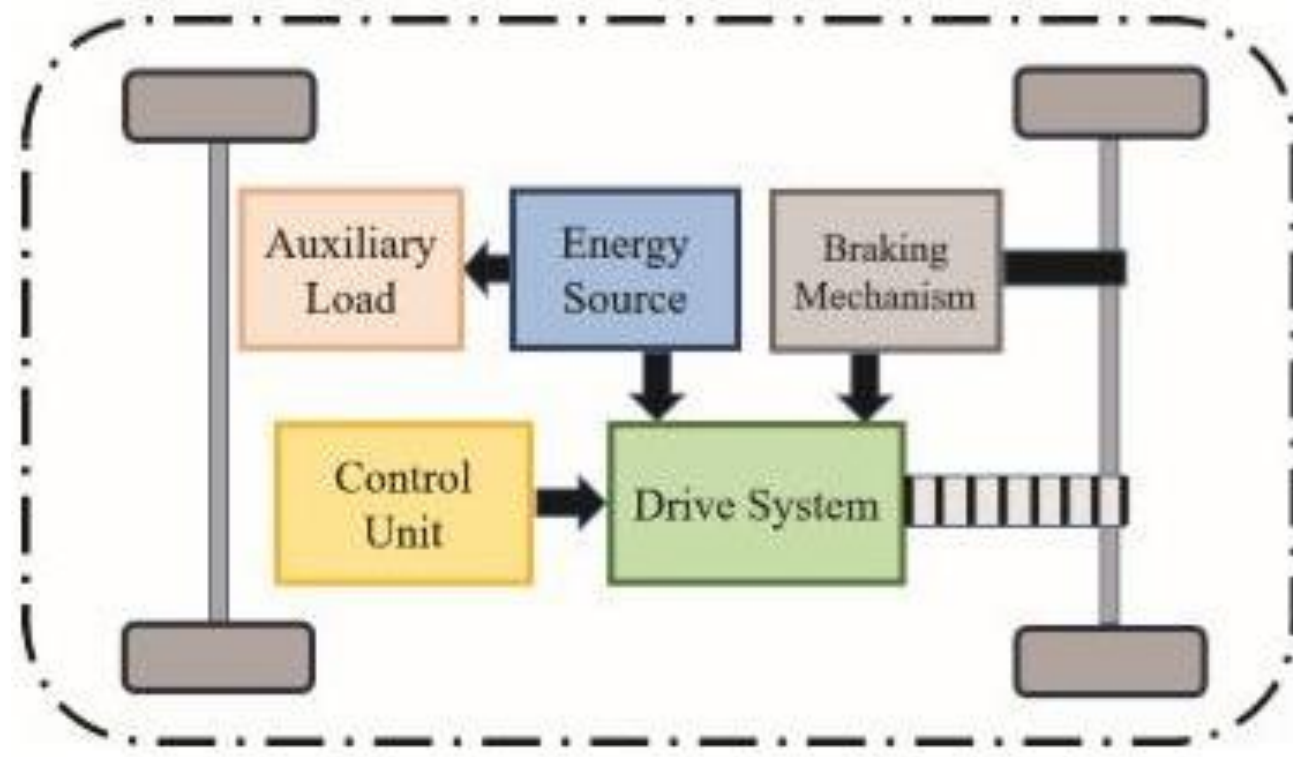 Auxiliary
Load
Energy
Source
Braking
Mechanism
Control
Unit
Drive System